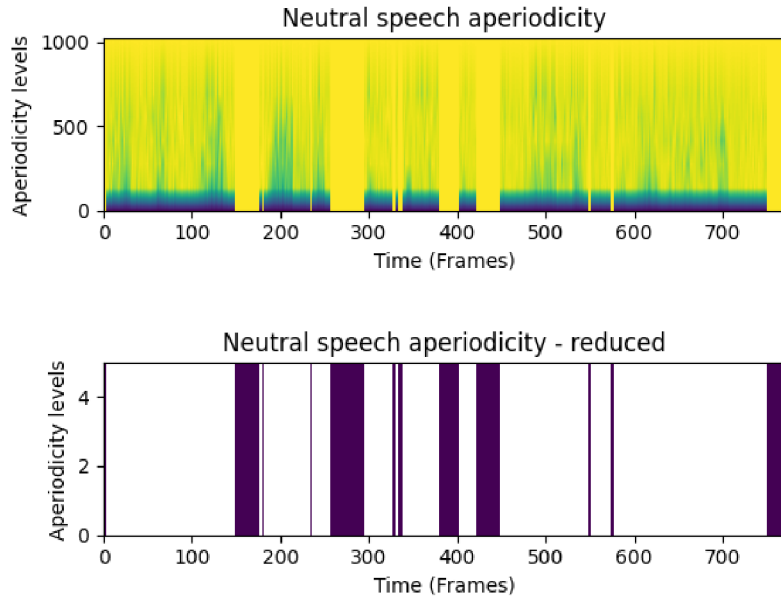 Neutral speech aperiodicity
Aperiodicity levels
1000
500
0
0 100 200 300 400 500 600 700
Time (Frames)
Neutral speech aperiodicity - reduced
Aperiodicity levels
4
2
0
0 100 200 300 400 500 600 700
Time (Frames)